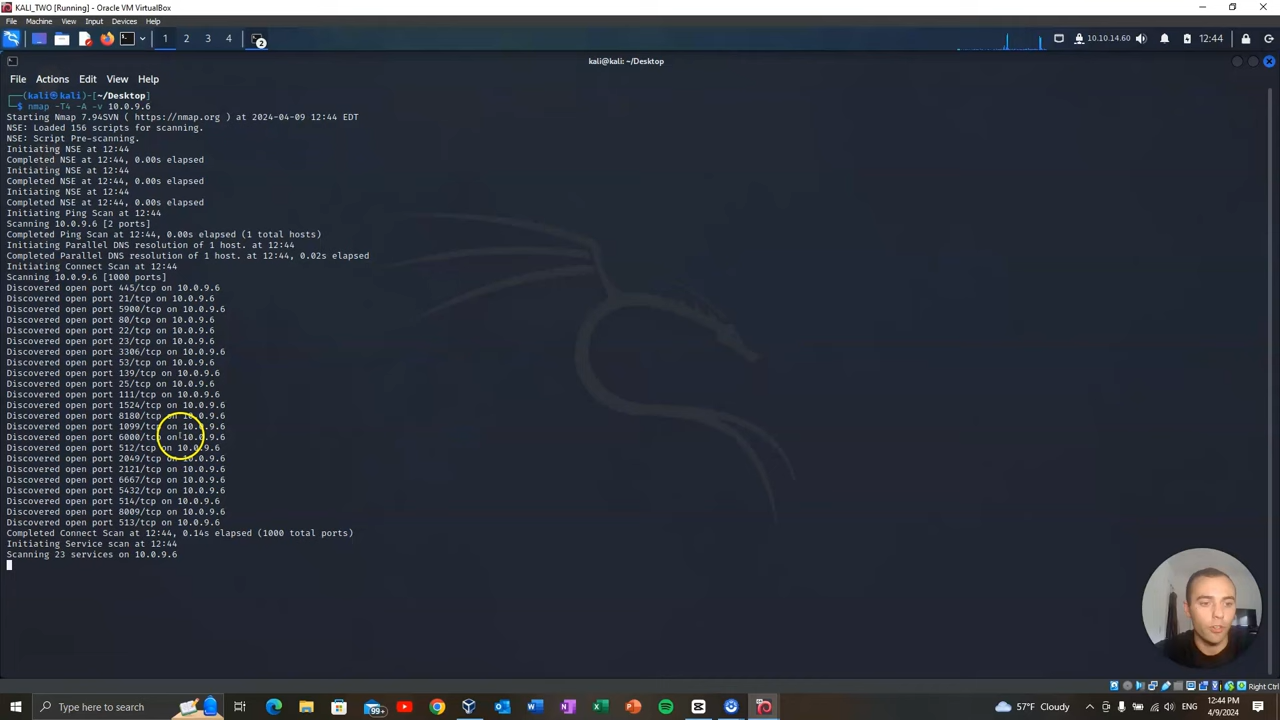 KALI_TWO [Running] - Oracle VM VirtualBox
File Machine View Input Devices Help
1 2 3 4 2 10.10.14.60 12:44
kali@kali: ~/Desktop
File Actions Edit View Help
(kali㉿kali)-[~/Desktop]
$ nmap -T4 -A -v 10.0.9.6
Starting Nmap 7.94SVN ( https://nmap.org ) at 2024-04-09 12:44 EDT
NSE: Loaded 156 scripts for scanning.
NSE: Script Pre-scanning.
Initiating NSE at 12:44
Completed NSE at 12:44, 0.00s elapsed
Initiating NSE at 12:44
Completed NSE at 12:44, 0.00s elapsed
Initiating NSE at 12:44
Completed NSE at 12:44, 0.00s elapsed
Initiating Ping Scan at 12:44
Scanning 10.0.9.6 [2 ports]
Completed Ping Scan at 12:44, 0.00s elapsed (1 total hosts)
Initiating Parallel DNS resolution of 1 host. at 12:44
Completed Parallel DNS resolution of 1 host. at 12:44, 0.02s elapsed
Initiating Connect Scan at 12:44
Scanning 10.0.9.6 [1000 ports]
Discovered open port 445/tcp on 10.0.9.6
Discovered open port 21/tcp on 10.0.9.6
Discovered open port 5900/tcp on 10.0.9.6
Discovered open port 80/tcp on 10.0.9.6
Discovered open port 22/tcp on 10.0.9.6
Discovered open port 23/tcp on 10.0.9.6
Discovered open port 3306/tcp on 10.0.9.6
Discovered open port 53/tcp on 10.0.9.6
Discovered open port 139/tcp on 10.0.9.6
Discovered open port 25/tcp on 10.0.9.6
Discovered open port 111/tcp on 10.0.9.6
Discovered open port 1524/tcp on 10.0.9.6
Discovered open port 8180/tcp on 10.0.9.6
Discovered open port 1099/tcp on 10.0.9.6
Discovered open port 6000/tcp on 10.0.9.6
Discovered open port 512/tcp on 10.0.9.6
Discovered open port 2049/tcp on 10.0.9.6
Discovered open port 2121/tcp on 10.0.9.6
Discovered open port 6667/tcp on 10.0.9.6
Discovered open port 5432/tcp on 10.0.9.6
Discovered open port 514/tcp on 10.0.9.6
Discovered open port 8009/tcp on 10.0.9.6
Discovered open port 513/tcp on 10.0.9.6
Completed Connect Scan at 12:44, 0.14s elapsed (1000 total ports)
Initiating Service scan at 12:44
Scanning 23 services on 10.0.9.6
Right Ctrl
Type here to search
99+
57°F Cloudy
12:44 PM
4/9/2024